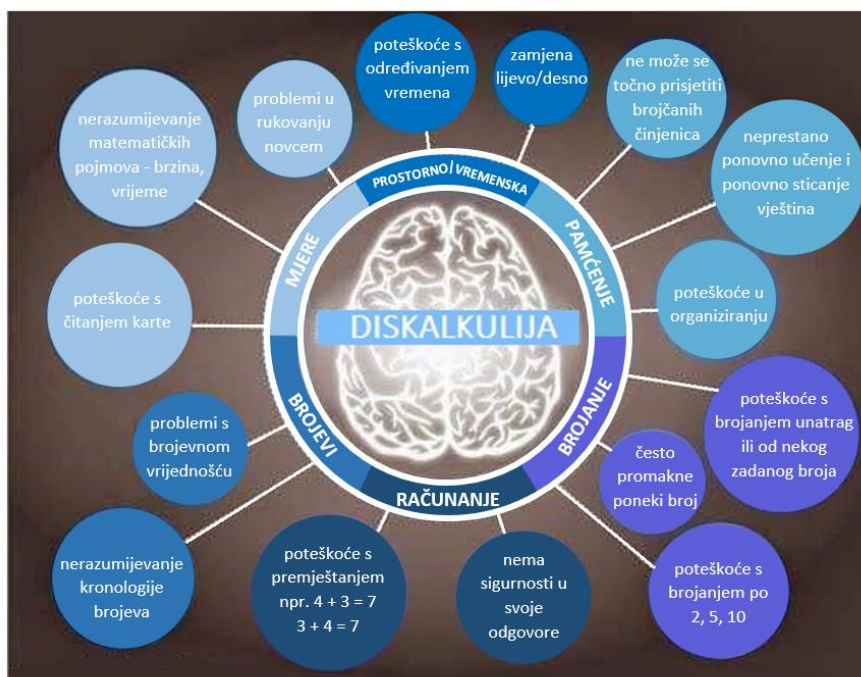 poteškoće s
određivanjem
vremena
zamjena
lijevo/desno
ne može se
točno prisjetiti
brojčanih
činjenica
problemi u
rukovanju
novcem
nerazumijevanje
matematičkih
pojmova - brzina,
vrijeme
neprestano
ponovno učenje i
ponovno sticanje
vještina
PROSTORNO/VREMENSKA
MJERE
PAMĆENJE
poteškoće s
čitanjem karte
poteškoće u
organiziranju
DISKALKULIJA
BROJEVI
BROJANJE
RAČUNANJE
problemi s
brojevnom
vrijednošću
poteškoće s
brojanjem unatrag
ili od nekog
zadanog broja
često
promakne
poneki broj
nerazumijevanje
kronologije
brojeva
poteškoće s
premještanjem
npr. 4 + 3 = 7
3 + 4 = 7
nema
sigurnosti u
svoje
odgovore
poteškoće s
brojanjem po
2, 5, 10